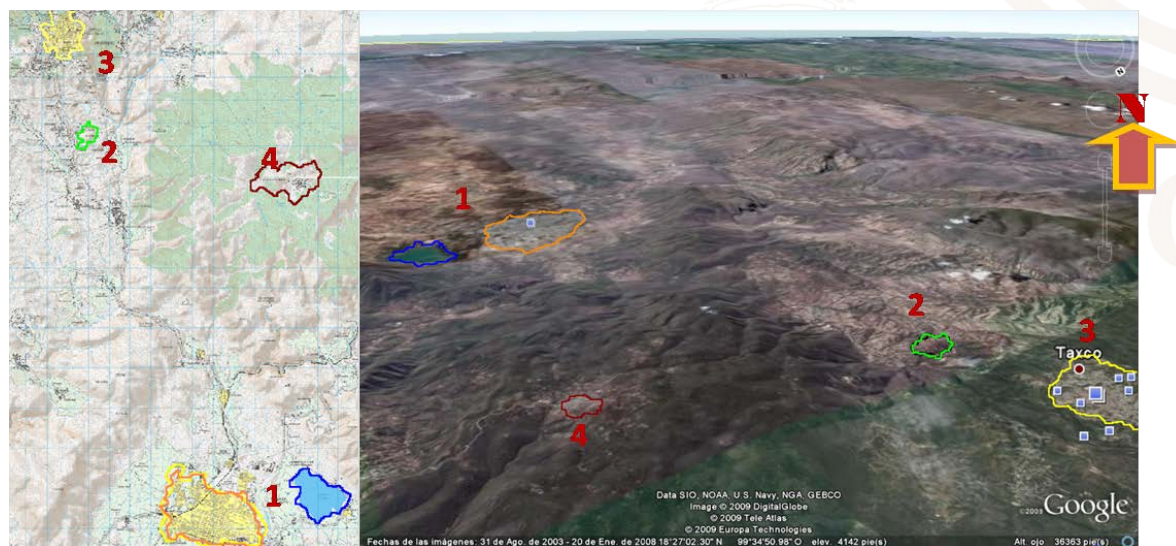 3
2
4
1
1
2
3
Taxco
4
N
N
Data SIO, NOAA, U.S. Navy, NGA, GEBCO
Image © 2009 DigitalGlobe
© 2009 Tele Atlas
© 2009 Europa Technologies
©2009 Google
Fechas de las imágenes: 31 de Ago. de 2003 - 20 de Ene. de 2008 18°27'02.30" N 99°34'50.98" O elev. 4142 pie(s) Alt. ojo 36363 pie(s)